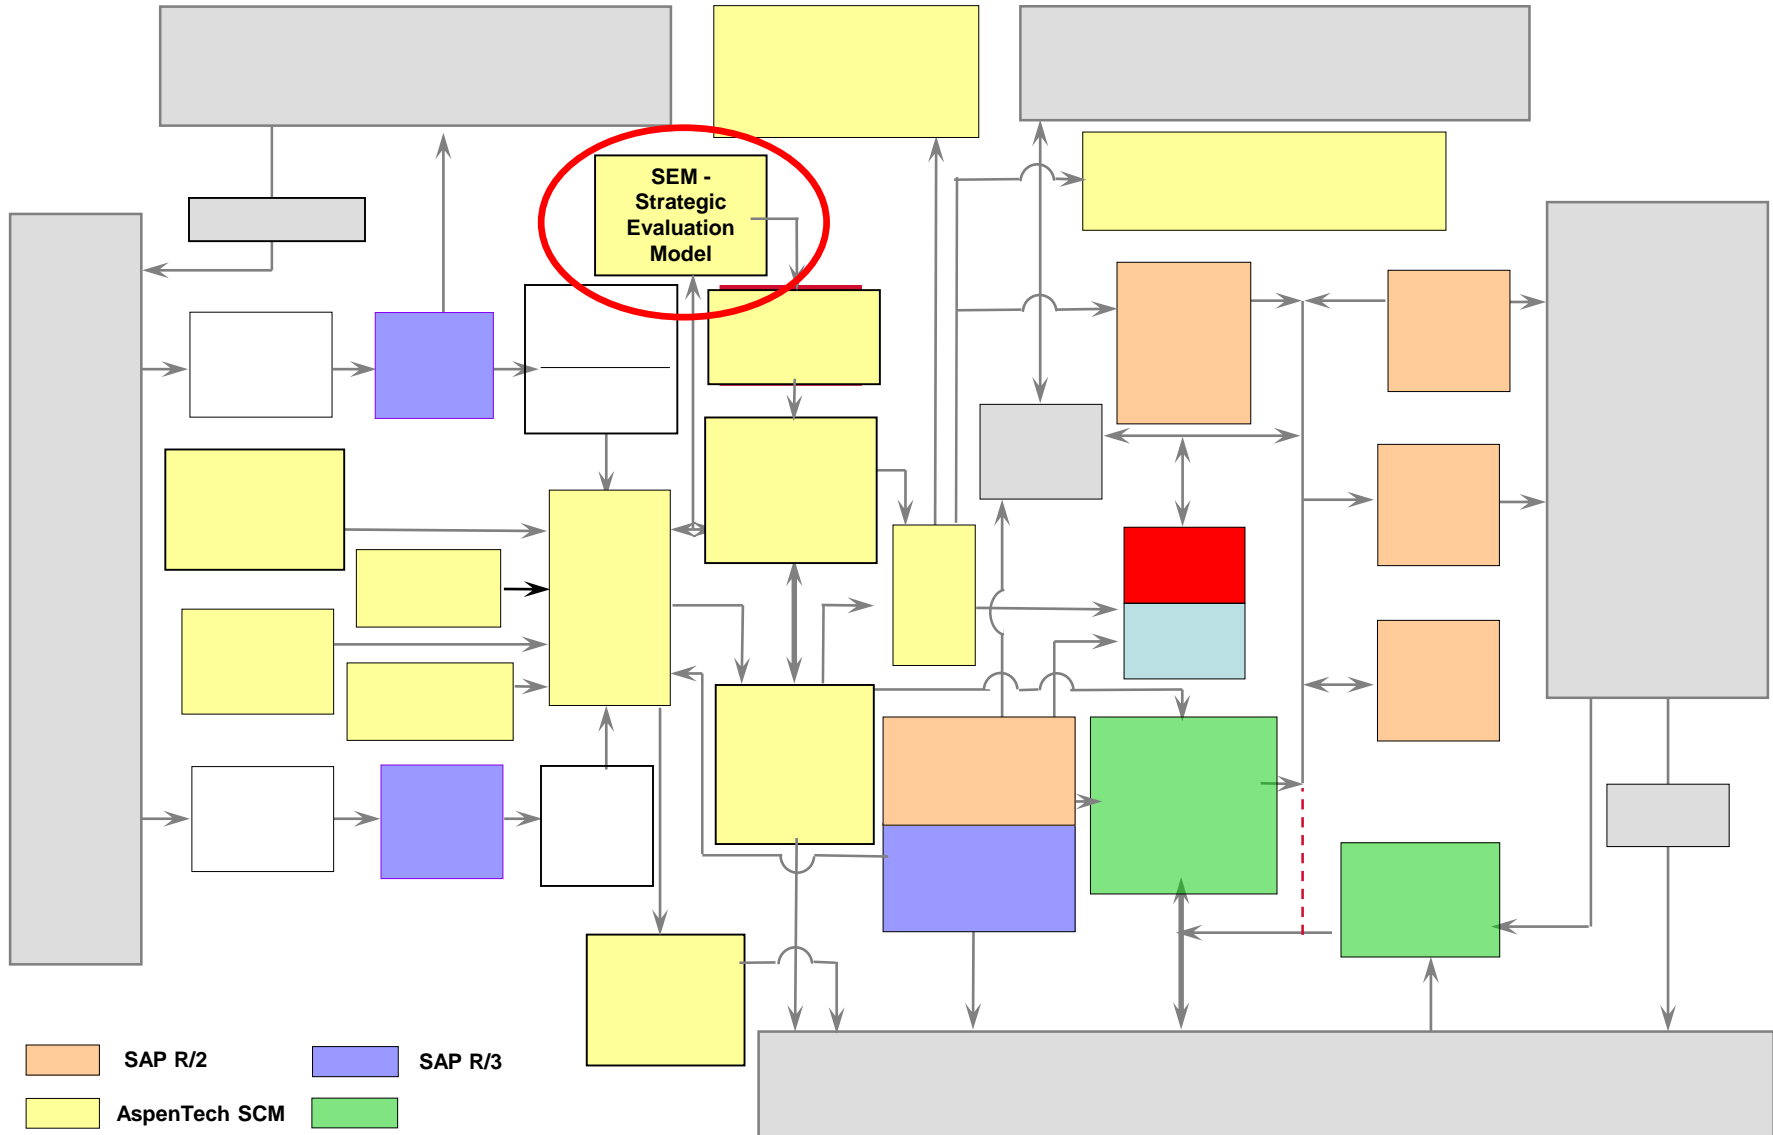 SEM -
Strategic
Evaluation
Model
SAP R/2
SAP R/3
AspenTech SCM